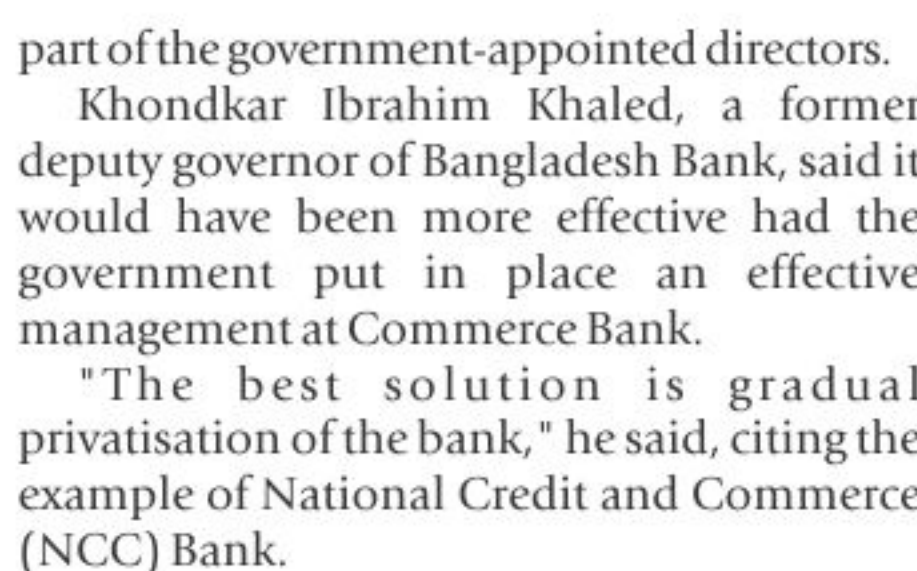 part of the government-appointed directors.
Khondkar Ibrahim Khaled, a former
deputy governor of Bangladesh Bank, said it
would have been more effective had the
government put in place an effective
management at Commerce Bank.
"The best solution is gradual
privatisation of the bank," he said, citing the
example of National Credit and Commerce
(NCC) Bank.